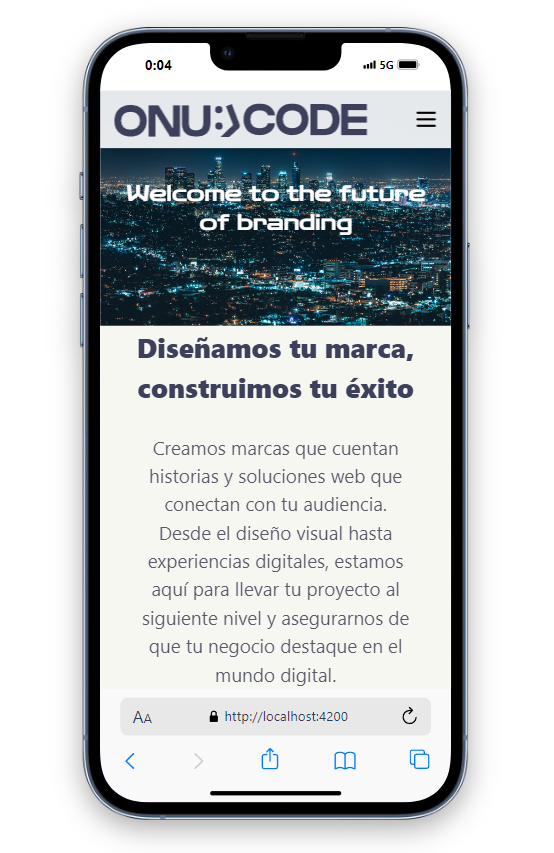 0:04
5G
ONU:)CODE
Welcome to the future
of branding
Diseñamos tu marca,
construimos tu éxito
Creamos marcas que cuentan
historias y soluciones web que
conectan con tu audiencia.
Desde el diseño visual hasta
experiencias digitales, estamos
aquí para llevar tu proyecto al
siguiente nivel y asegurarnos de
que tu negocio destaque en el
mundo digital.
AA
http://localhost:4200